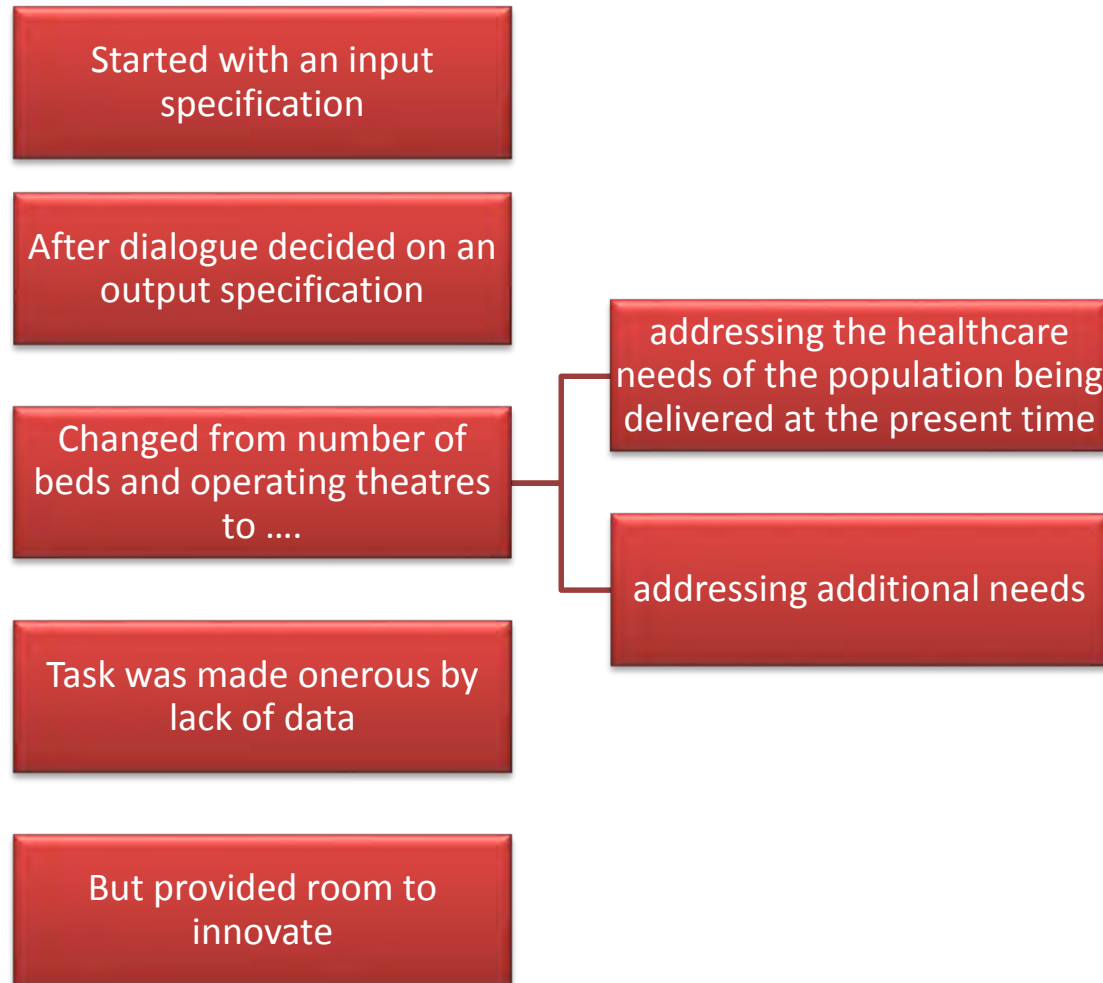 Started with an input
specification
After dialogue decided on an
output specification
Changed from number of
beds and operating theatres
to ....
addressing the healthcare
needs of the population being
delivered at the present time
addressing additional needs
Task was made onerous by
lack of data
But provided room to
innovate